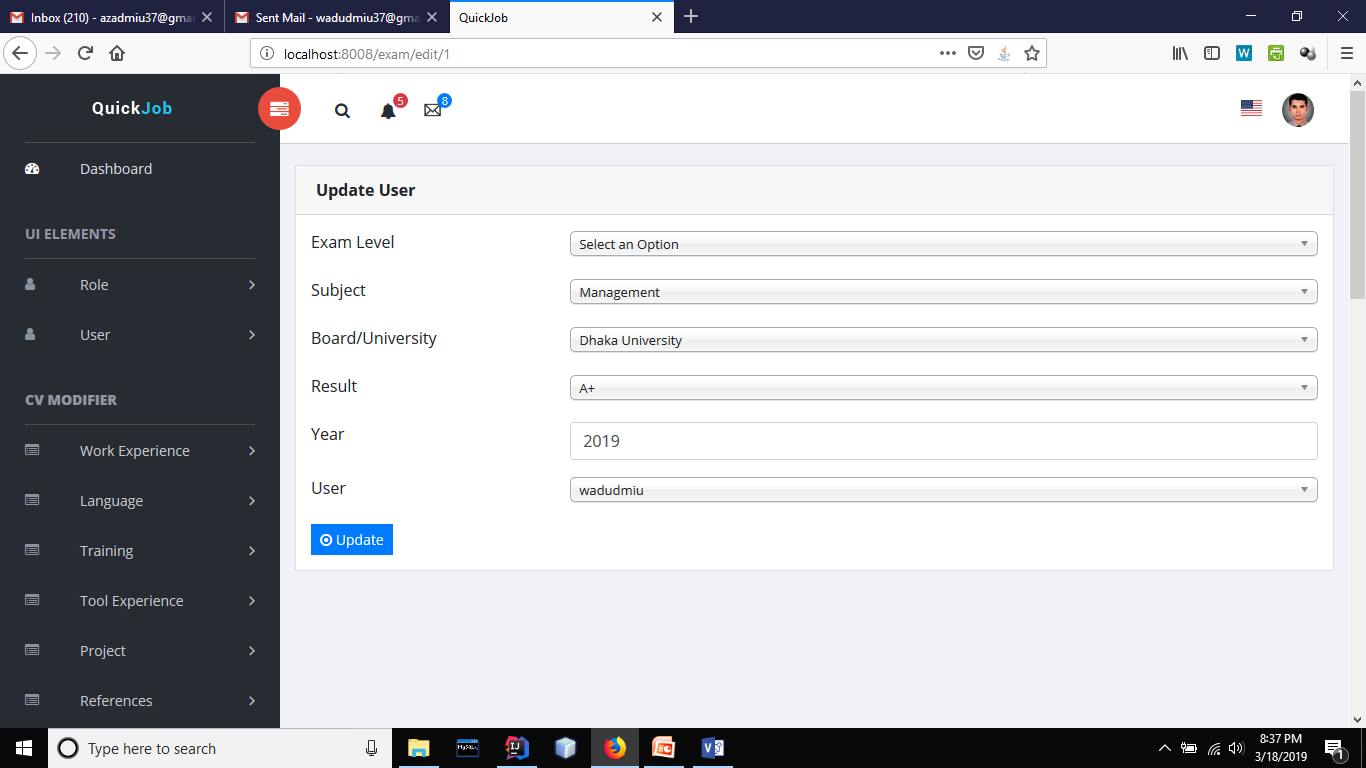 Inbox (210) - azadmiu37@gmai
Sent Mail - wadudmiu37@gma
QuickJob
localhost:8008/exam/edit/1
W
QuickJob
5
8
Dashboard
UI ELEMENTS
Role
User
CV MODIFIER
Work Experience
Language
Training
Tool Experience
Project
References
Update User
Exam Level
Select an Option
Subject
Management
Board/University
Dhaka University
Result
A+
Year
2019
User
wadudmiu
Update
Type here to search
8:37 PM
3/18/2019
1